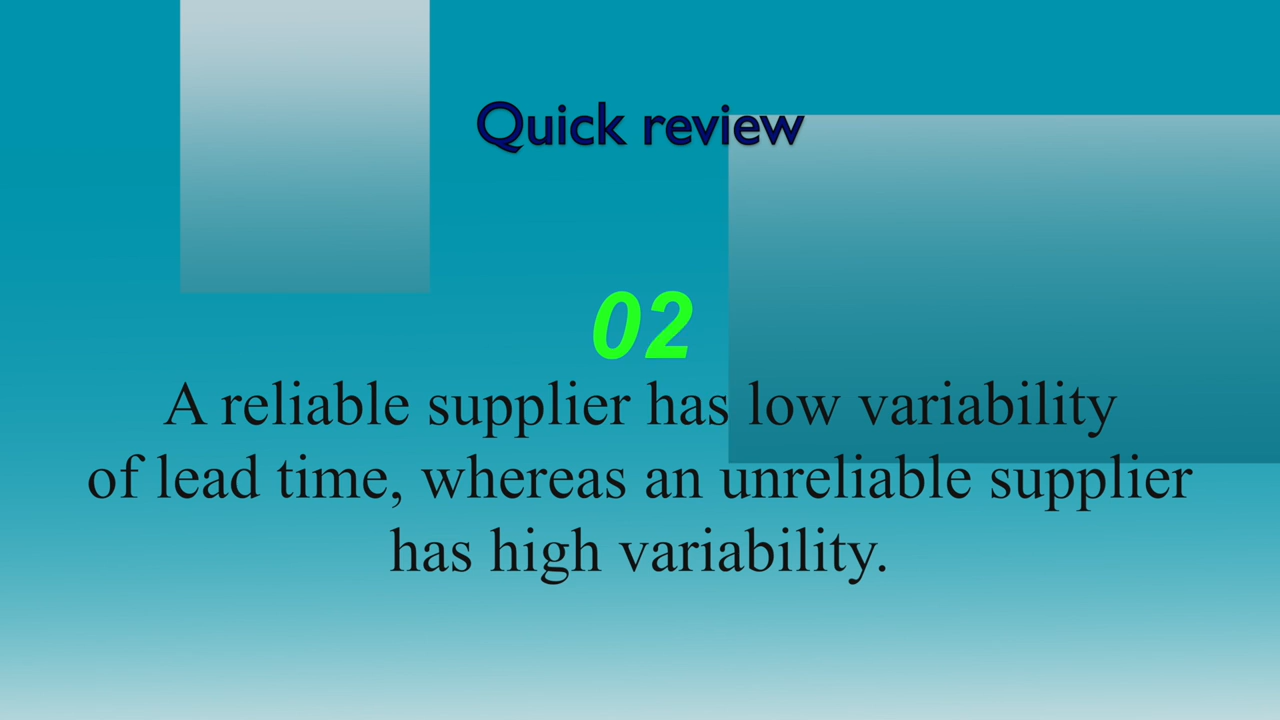 Quick review
02
A reliable supplier has low variability
of lead time, whereas an unreliable supplier
has high variability.